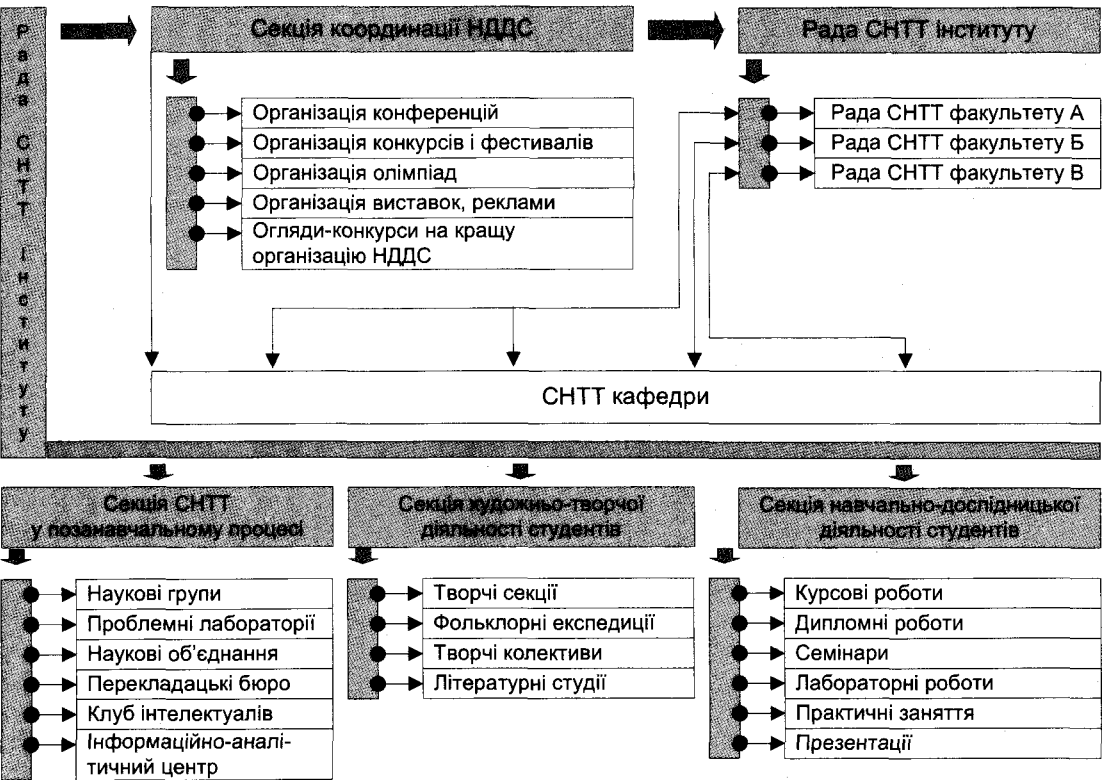 Рада СНТТ Інституту
Секція координації НДДС
Рада СНТТ Інституту
Організація конференцій
Організація конкурсів і фестивалів
Організація олімпіад
Організація виставок, реклами
Огляди-конкурси на кращу
організацію НДДС
Рада СНТТ факультету А
Рада СНТТ факультету Б
Рада СНТТ факультету В
СНТТ кафедри
Секція СНТТ
у позанавчальному процесі
Наукові групи
Проблемні лабораторії
Наукові об'єднання
Перекладацькі бюро
Клуб інтелектуалів
Інформаційно-аналі-
тичний центр
Секція художньо-творчої
діяльності студентів
Творчі секції
Фольклорні експедиції
Творчі колективи
Літературні студії
Секція навчально-дослідницької
діяльності студентів
Курсові роботи
Дипломні роботи
Семінари
Лабораторні роботи
Практичні заняття
Презентації